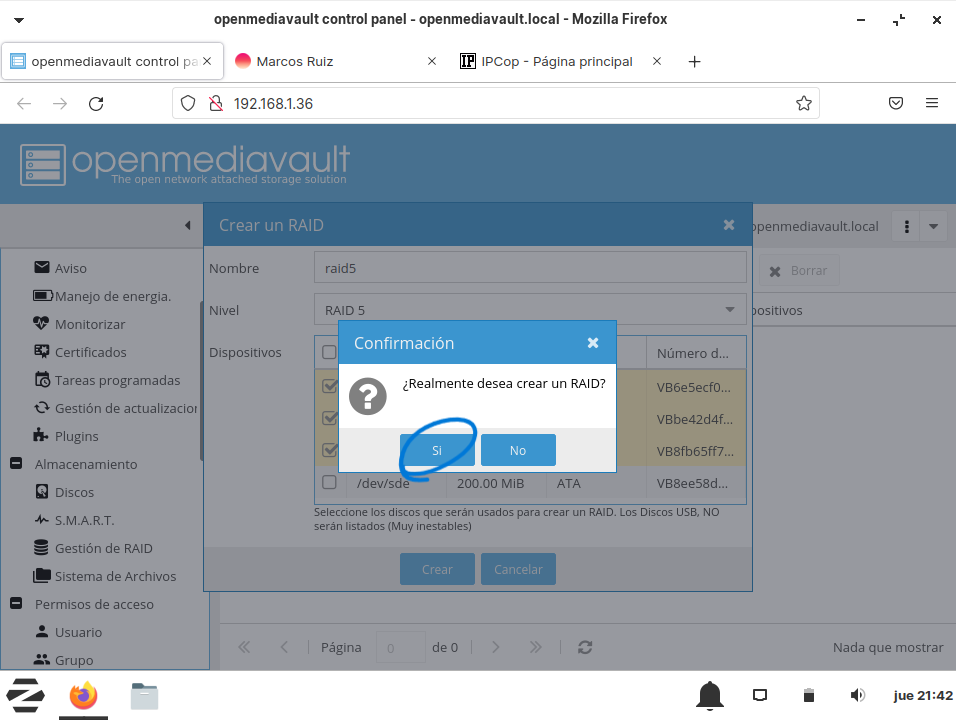 openmediavault control panel - openmediavault.local - Mozilla Firefox
openmediavault control pa
Marcos Ruiz
IPCop - Página principal
192.168.1.36
openmediavault
The open network attached storage solution
openmediavault.local
Crear un RAID
Aviso
Manejo de energia.
Monitorizar
Certificados
Tareas programadas
Gestión de actualizacion
Plugins
Almacenamiento
Discos
S.M.A.R.T.
Gestión de RAID
Sistema de Archivos
Permisos de acceso
Usuario
Grupo
Nombre raid5
Borrar
Nivel RAID 5
positivos
Dispositivos
Número d...
VB6e5ecf0...
VBbe42d4f...
VB8fb65ff7...
/dev/sde 200.00 MiB ATA VB8ee58d...
Confirmación
¿Realmente desea crear un RAID?
Si No
Seleccione los discos que serán usados para crear un RAID. Los Discos USB, NO
serán listados (Muy inestables)
Crear Cancelar
Página 0 de 0
Nada que mostrar
jue 21:42